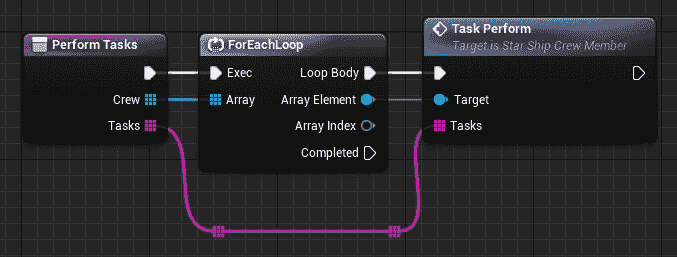 Perform Tasks
Crew
Tasks
ForEachLoop
Exec
Loop Body
Array
Array Element
Array Index
Completed
Task Perform
Target is Star Ship Crew Member
Target
Tasks